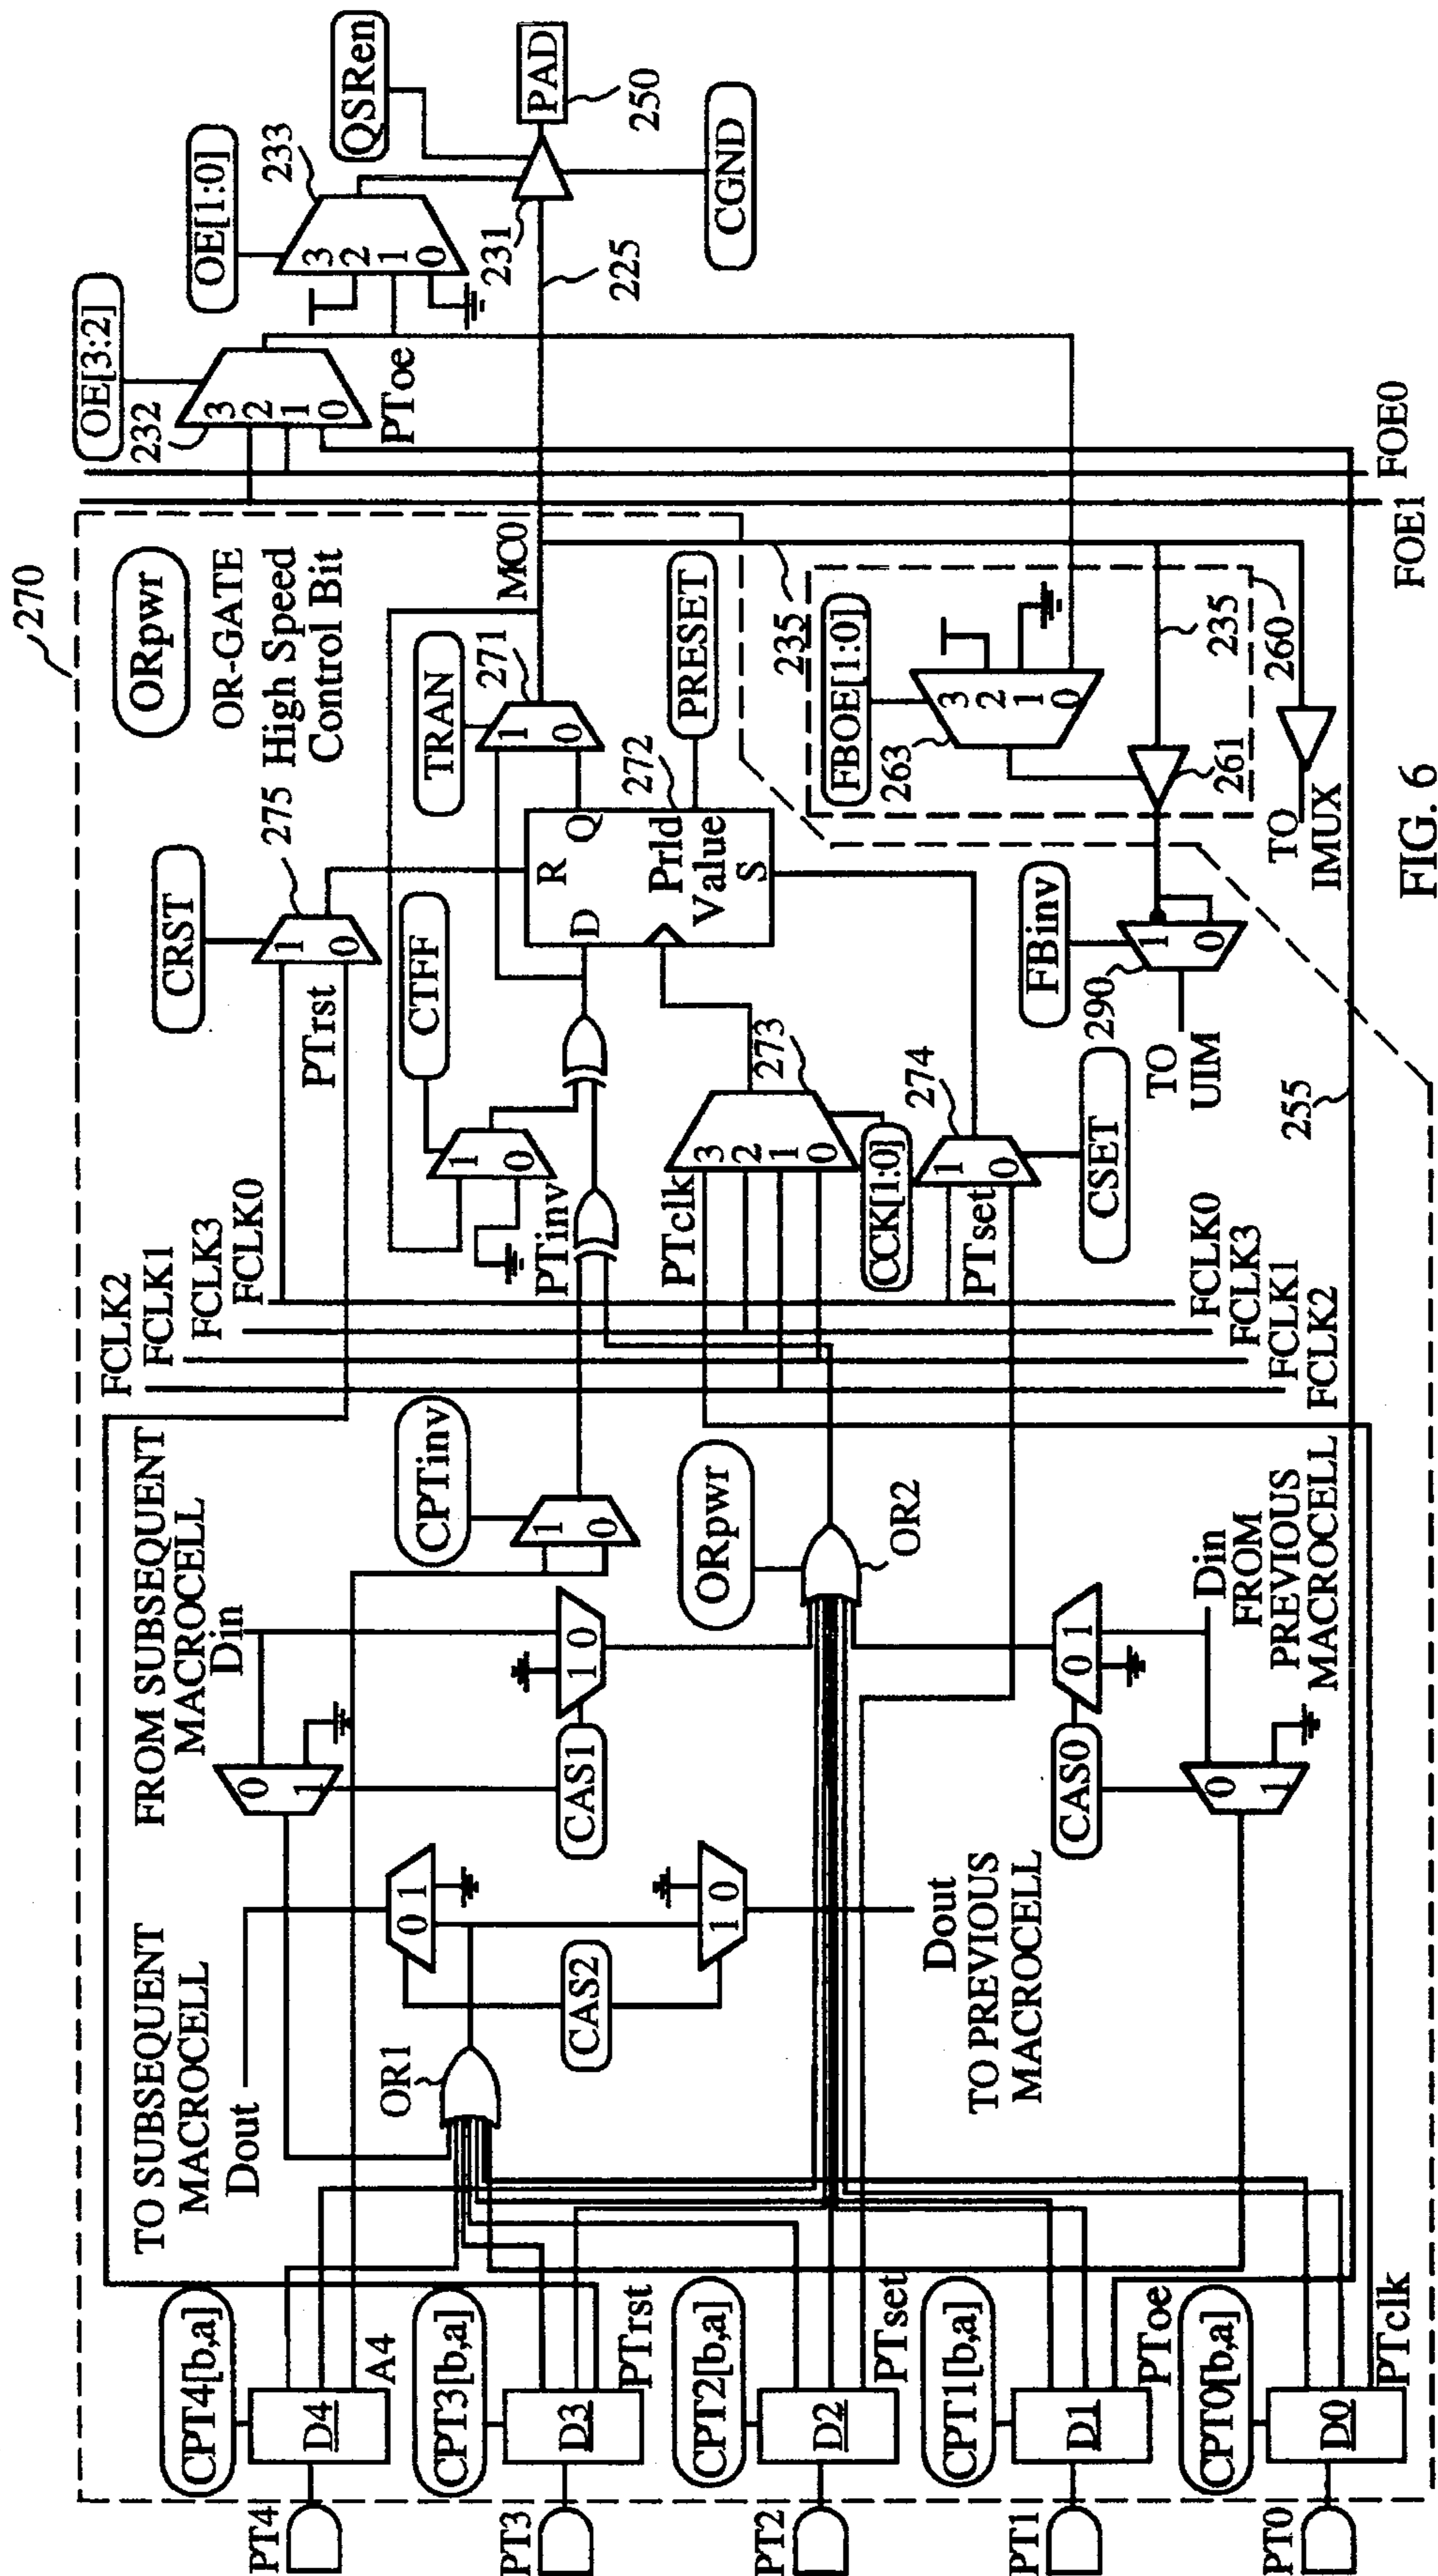 270
ORpwr
OR-GATE
High Speed
Control Bit
OE[3:2]
232
3
2
1
0
PToe
OE[1:0]
233
3
2
1
0
QSRen
PAD
250
231
225
CGND
CRST
275
1
0
PTrst
CTFF
1
0
PTinv
TRAN
271
1
0
MC0
272
R
D
Q
Prld
Value
S
PRESET
PTclk
3
2
1
0
273
CCK[1:0]
274
1
0
PTset
CSET
FCLK2
FCLK1
FCLK3
FCLK0
FCLK0
FCLK3
FCLK1
FCLK2
235
FBOE[1:0]
263
3
2
1
0
235
260
261
FBinv
290
1
0
TO
UIM
TO
IMUX
255
FOE1
FOE0
FROM SUBSEQUENT
MACROCELL
Din
0
1
CAS1
1 0
CPTinv
1
0
ORpwr
OR2
CAS0
0 1
0
1
Din
FROM
PREVIOUS
MACROCELL
TO SUBSEQUENT
MACROCELL
Dout
0 1
CAS2
1 0
OR1
Dout
TO PREVIOUS
MACROCELL
CPT4[b,a]
PT4
D4
A4
CPT3[b,a]
PT3
D3
PTrst
CPT2[b,a]
PT2
D2
PTset
CPT1[b,a]
PT1
D1
PToe
CPT0[b,a]
PT0
D0
PTclk
FIG. 6